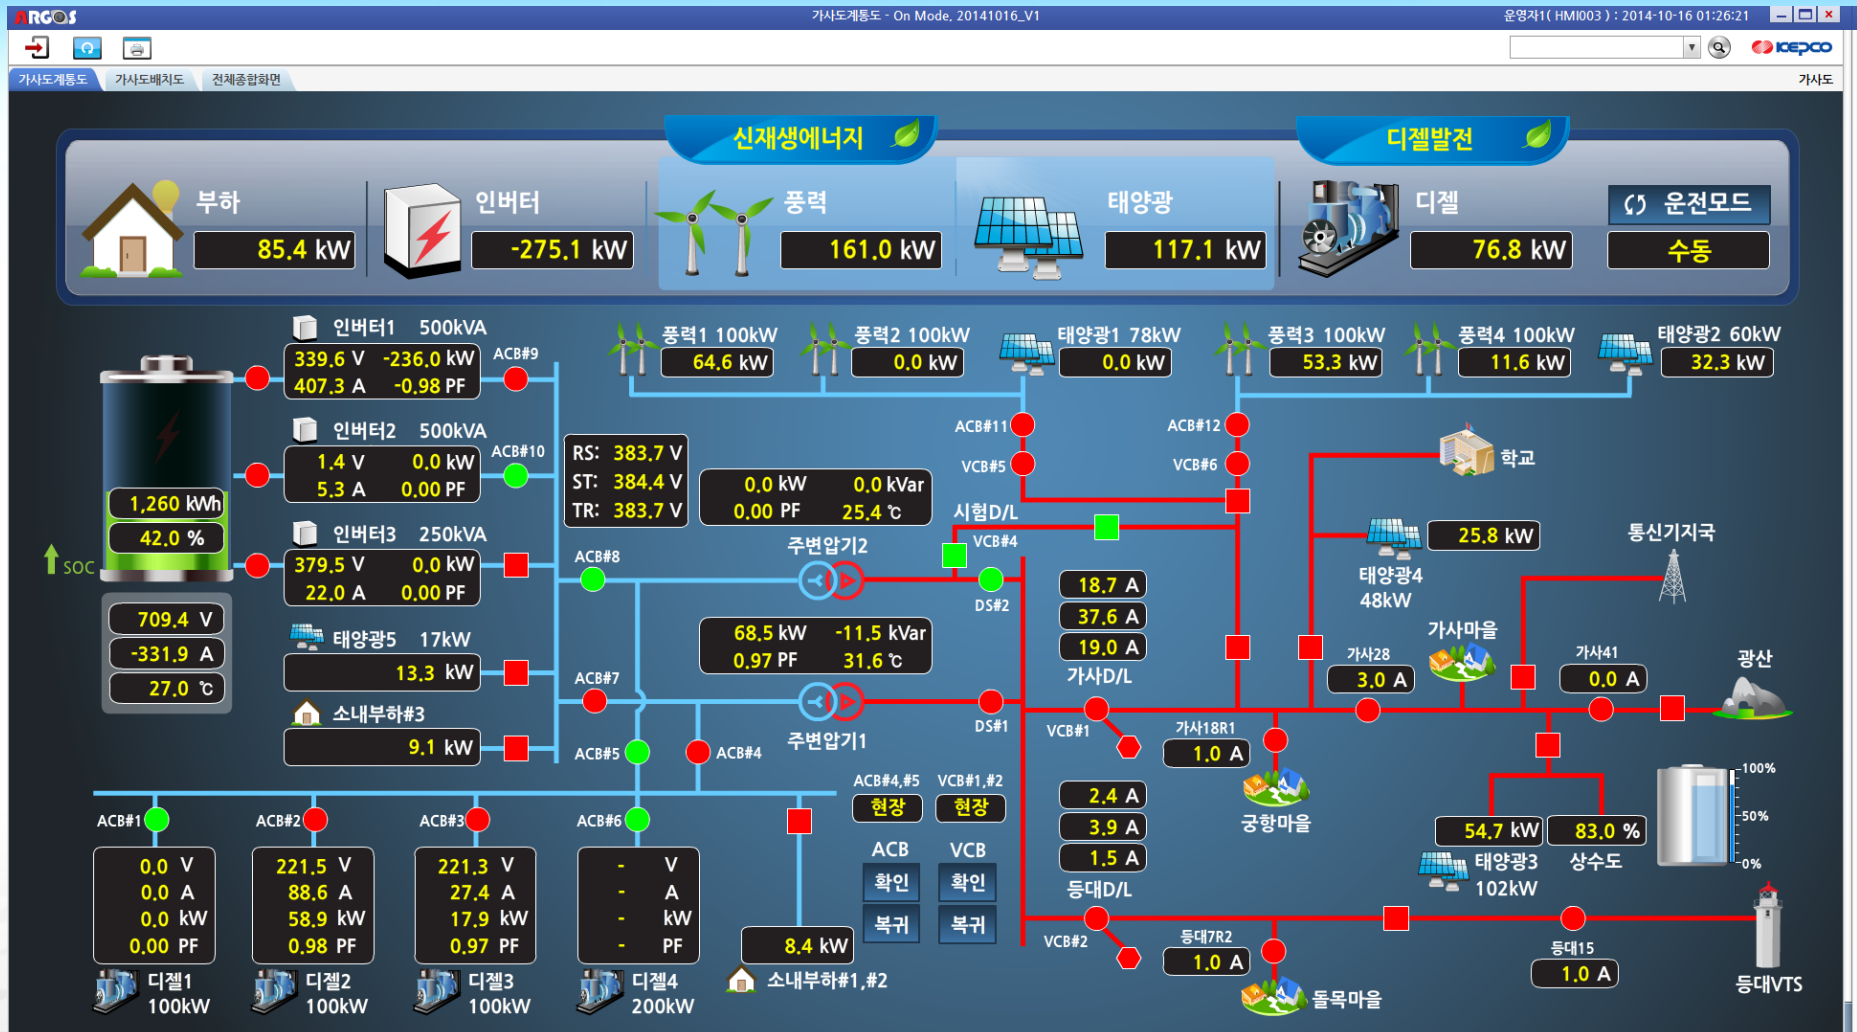 ARGOS
가사도계통도 - On Mode, 20141016_V1
운영자1( HMI003 ) : 2014-10-16 01:26:21
KEPCO
가사도계통도 가사도배치도 전체종합화면 가사도
신재생에너지 디젤발전
부하 인버터 풍력 태양광 디젤 운전모드
85.4 kW -275.1 kW 161.0 kW 117.1 kW 76.8 kW 수동
인버터1 500kVA
339.6 V -236.0 kW
407.3 A -0.98 PF
ACB#9
풍력1 100kW 풍력2 100kW 태양광1 78kW 풍력3 100kW 풍력4 100kW 태양광2 60kW
64.6 kW 0.0 kW 0.0 kW 53.3 kW 11.6 kW 32.3 kW
인버터2 500kVA
1.4 V 0.0 kW
5.3 A 0.00 PF
ACB#10
ACB#11 ACB#12
VCB#5 VCB#6
RS: 383.7 V
ST: 384.4 V
TR: 383.7 V
0.0 kW 0.0 kVar
0.00 PF 25.4 ℃
주변압기2
시험D/L
VCB#4
학교
1,260 kWh
42.0 %
SOC
인버터3 250kVA
379.5 V 0.0 kW
22.0 A 0.00 PF
ACB#8
DS#2
18.7 A
37.6 A
19.0 A
가사D/L
25.8 kW
태양광4
48kW
통신기지국
709.4 V
-331.9 A
27.0 ℃
태양광5 17kW
13.3 kW
68.5 kW -11.5 kVar
0.97 PF 31.6 ℃
주변압기1
ACB#7
DS#1
가사28
3.0 A
가사마을
가사41
0.0 A
광산
소내부하#3
9.1 kW
ACB#5 ACB#4
VCB#1
가사18R1
1.0 A
궁항마을
ACB#4,#5 VCB#1,#2
현장 현장
ACB VCB
확인 확인
복귀 복귀
2.4 A
3.9 A
1.5 A
등대D/L
54.7 kW 83.0 %
태양광3
102kW
상수도
100%
50%
0%
ACB#1 ACB#2 ACB#3 ACB#6
0.0 V 221.5 V 221.3 V - V
0.0 A 88.6 A 27.4 A - A
0.0 kW 58.9 kW 17.9 kW - kW
0.00 PF 0.98 PF 0.97 PF - PF
디젤1 디젤2 디젤3 디젤4
100kW 100kW 100kW 200kW
8.4 kW
소내부하#1,#2
VCB#2
등대7R2
1.0 A
돌목마을
등대15
1.0 A
등대VTS